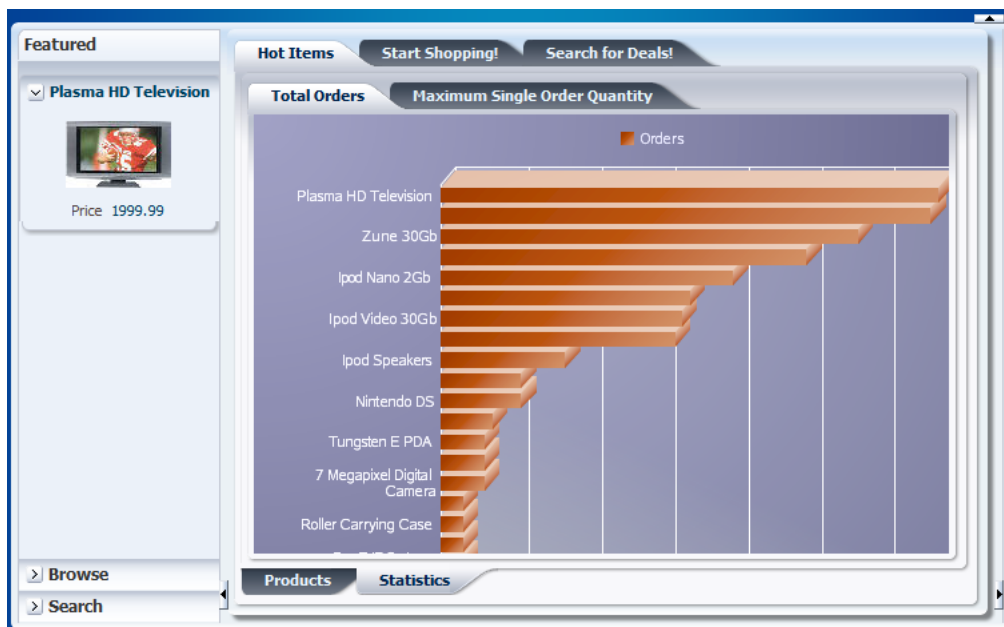 Featured
Plasma HD Television
Price 1999.99
Browse
Search
Hot Items
Start Shopping!
Search for Deals!
Total Orders
Maximum Single Order Quantity
Orders
Plasma HD Television
Zune 30Gb
Ipod Nano 2Gb
Ipod Video 30Gb
Ipod Speakers
Nintendo DS
Tungsten E PDA
7 Megapixel Digital
Camera
Roller Carrying Case
Products
Statistics